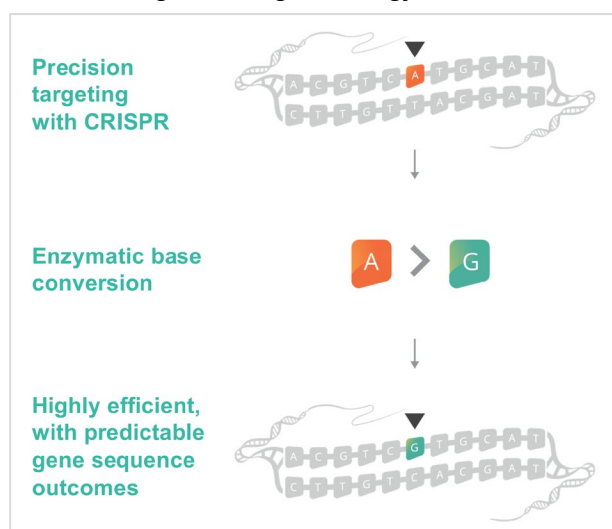 Precision
targeting
with CRISPR
A C G T C A T G C A T
C T T G T T A C G A T
Enzymatic base
conversion
A > G
Highly efficient,
with predictable
gene sequence
outcomes
A C G T C G T G C A T
C T T G T C A C G A T